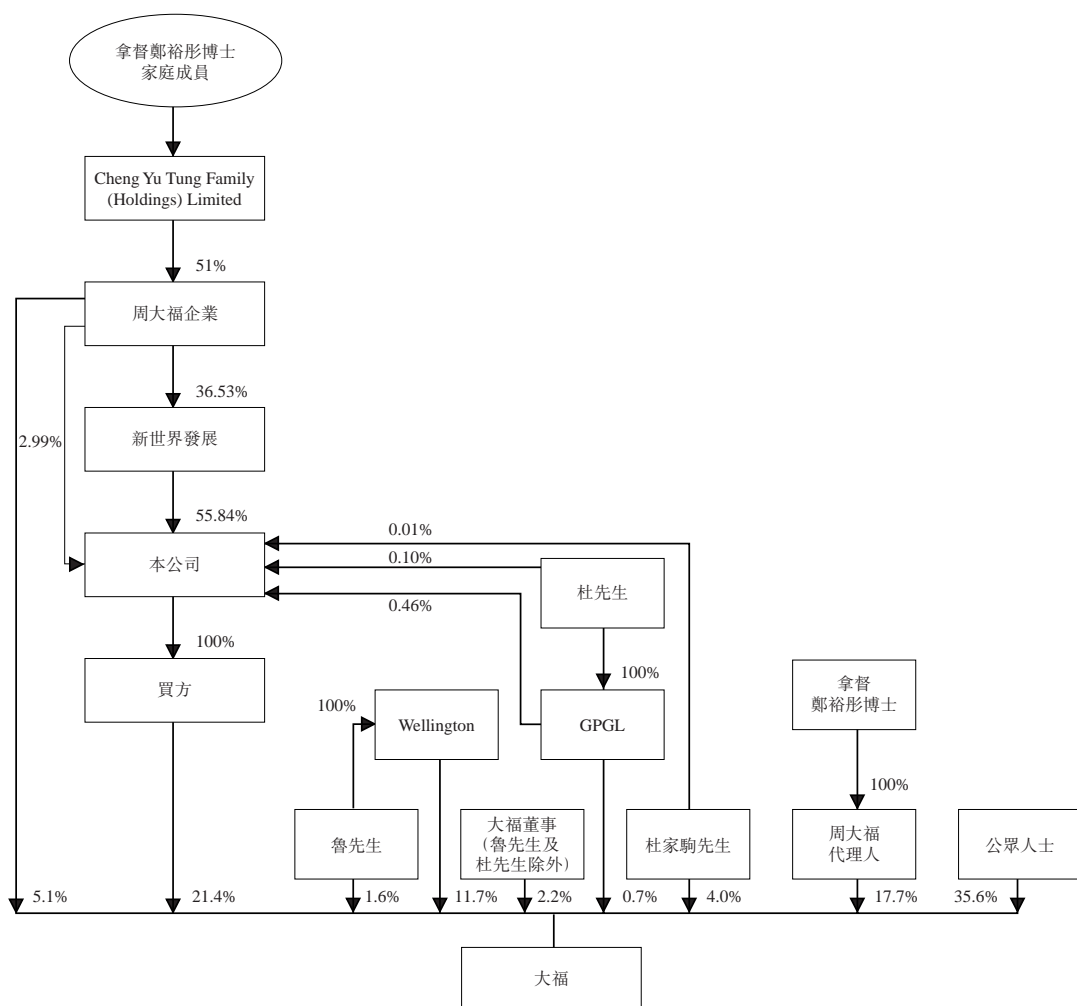 拿督鄭裕彤博士
家庭成員
Cheng Yu Tung Family
(Holdings) Limited
51%
周大福企業
36.53%
2.99%
新世界發展
55.84%
0.01%
本公司
0.10%
杜先生
0.46%
100%
100%
買方
拿督
鄭裕彤博士
100%
Wellington
GPGL
100%
魯先生
大福董事
(魯先生及
杜先生除外)
杜家駒先生
周大福
代理人
公眾人士
5.1%
21.4%
1.6%
11.7%
2.2%
0.7%
4.0%
17.7%
35.6%
大福